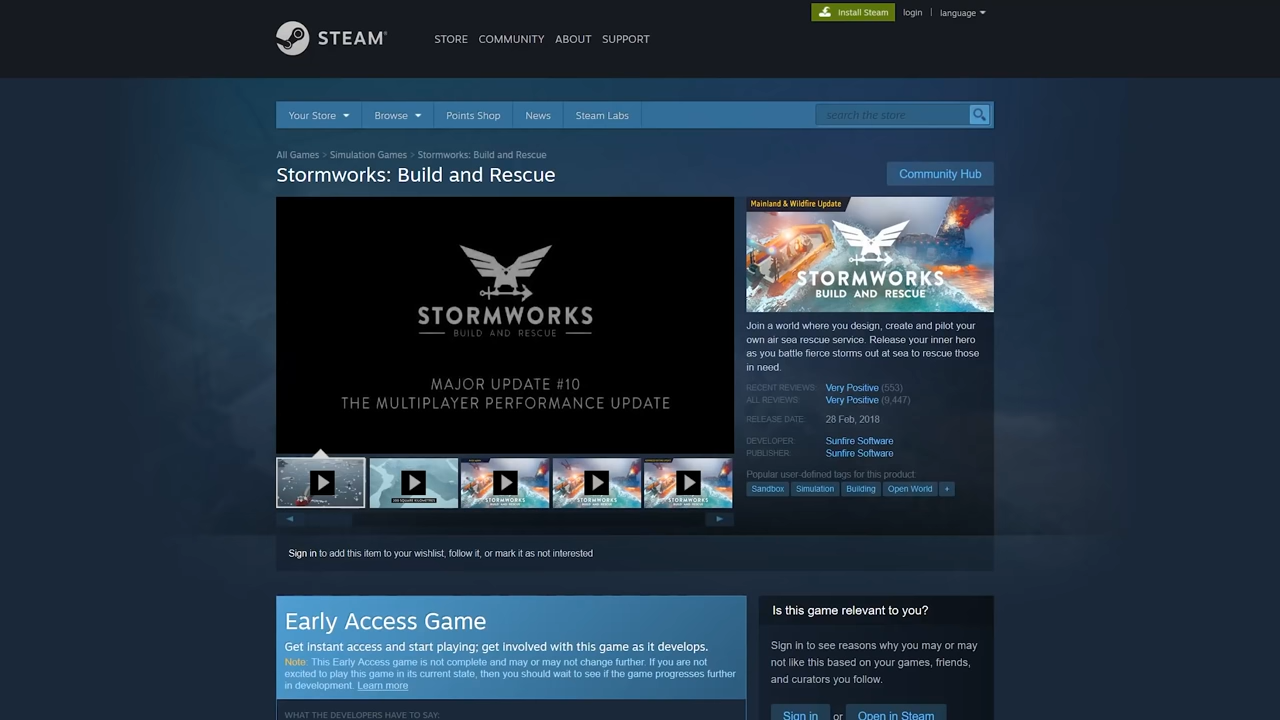 Install Steam
login | language
STEAM®
STORE COMMUNITY ABOUT SUPPORT
Your Store Browse Points Shop News Steam Labs
search the store
All Games > Simulation Games > Stormworks: Build and Rescue
Stormworks: Build and Rescue
Community Hub
STORMWORKS
BUILD AND RESCUE
MAJOR UPDATE #10
THE MULTIPLAYER PERFORMANCE UPDATE
Mainland & Wildfire Update
STORMWORKS
BUILD AND RESCUE
Join a world where you design, create and pilot your
own air sea rescue service. Release your inner hero
as you battle fierce storms out at sea to rescue those
in need.
RECENT REVIEWS: Very Positive (553)
ALL REVIEWS: Very Positive (9,447)
RELEASE DATE: 28 Feb, 2018
DEVELOPER: Sunfire Software
PUBLISHER: Sunfire Software
Popular user-defined tags for this product:
Sandbox Simulation Building Open World +
STORMWORKS
STORMWORKS
STORMWORKS
Sign in to add this item to your wishlist, follow it, or mark it as not interested
Early Access Game
Get instant access and start playing; get involved with this game as it develops.
Note: This Early Access game is not complete and may or may not change further. If you are not
excited to play this game in its current state, then you should wait to see if the game progresses further
in development. Learn more
WHAT THE DEVELOPERS HAVE TO SAY:
Is this game relevant to you?
Sign in to see reasons why you may or may
not like this based on your games, friends,
and curators you follow.
Sign in or Open in Steam